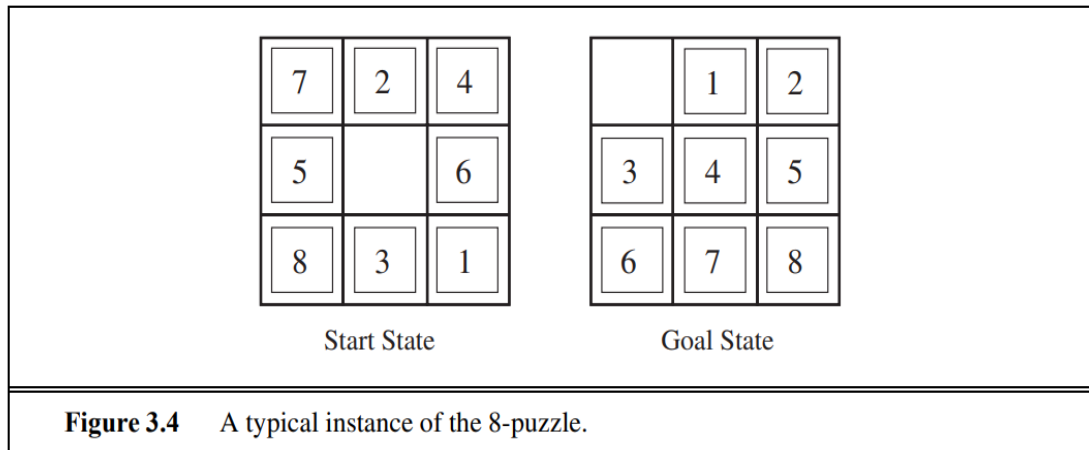 7 2 4 1 2
5 6 3 4 5
8 3 1 6 7 8
Start State Goal State
Figure 3.4 A typical instance of the 8-puzzle.